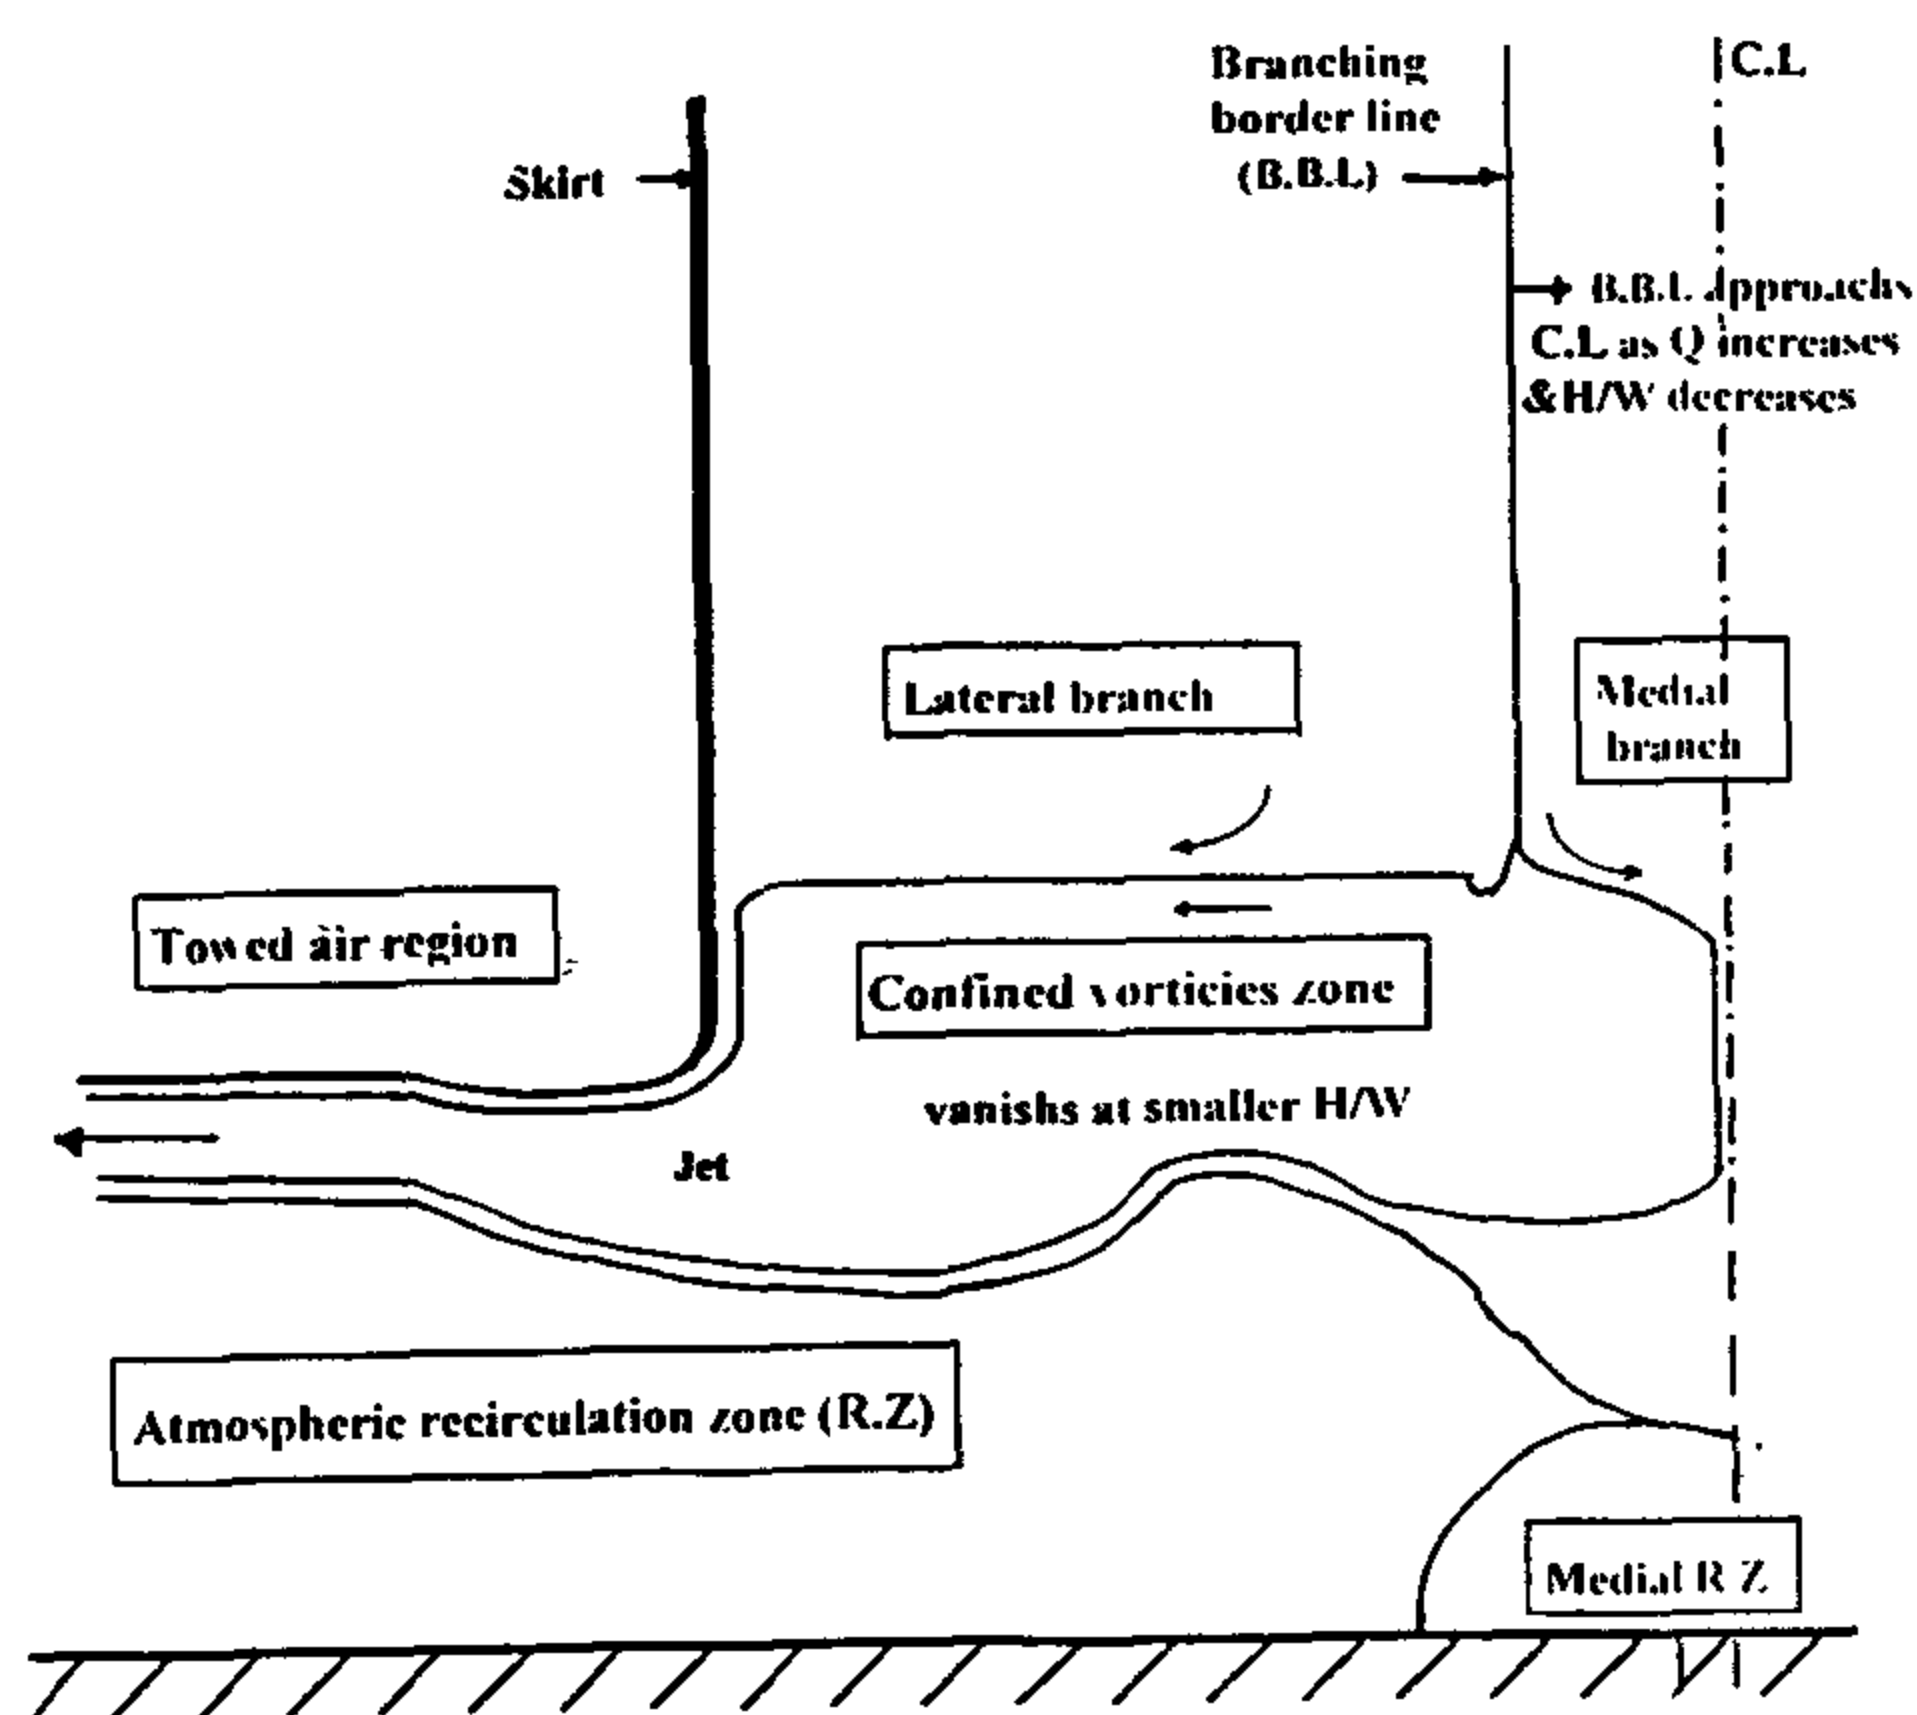 C.L
Branching
border line
(B.B.L)
Skirt
B.B.L. approachs
C.L as Q increases
&H/W decreases
Lateral branch
Medial
branch
Towed air region
Confined vorticies zone
vanishs at smaller H/W
Jet
Atmospheric recirculation zone (R.Z)
Medial R Z